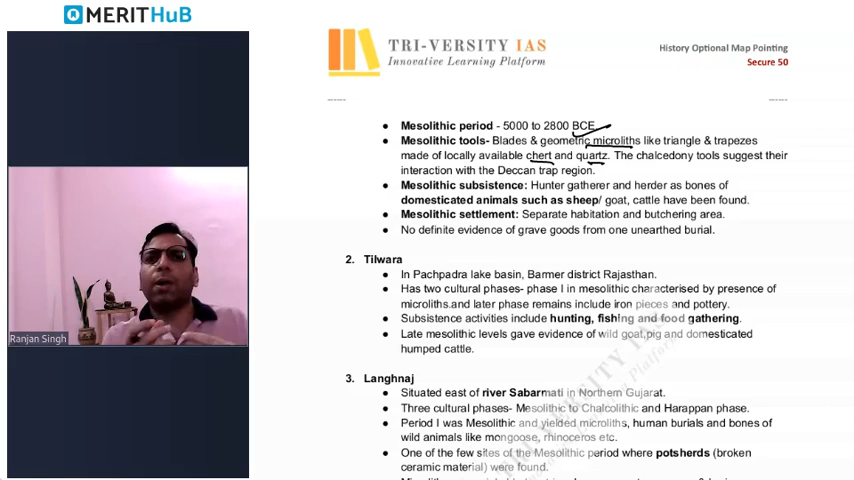 MERITHUB
TRI-VERSITY IAS
Innovative Learning Platform
History Optional Map Pointing
Secure 50
Mesolithic period - 5000 to 2800 BCE
Mesolithic tools- Blades & geometric microliths like triangle & trapezes
made of locally available chert and quartz. The chalcedony tools suggest their
interaction with the Deccan trap region.
Mesolithic subsistence: Hunter gatherer and herder as bones of
domesticated animals such as sheep/ goat, cattle have been found.
Mesolithic settlement: Separate habitation and butchering area.
No definite evidence of grave goods from one unearthed burial.
2. Tilwara
In Pachpadra lake basin, Barmer district Rajasthan.
Has two cultural phases- phase I in mesolithic characterised by presence of
microliths.and later phase remains include iron pieces and pottery.
Subsistence activities include hunting, fishing and food gathering.
Late mesolithic levels gave evidence of wild goat,pig and domesticated
humped cattle.
3. Langhnaj
Situated east of river Sabarmati in Northern Gujarat.
Three cultural phases- Mesolithic to Chalcolithic and Harappan phase.
Period I was Mesolithic and yielded microliths, human burials and bones of
wild animals like mongoose, rhinoceros etc.
One of the few sites of the Mesolithic period where potsherds (broken
ceramic material) were found.
Ranjan Singh
TRI-VERSITY IAS